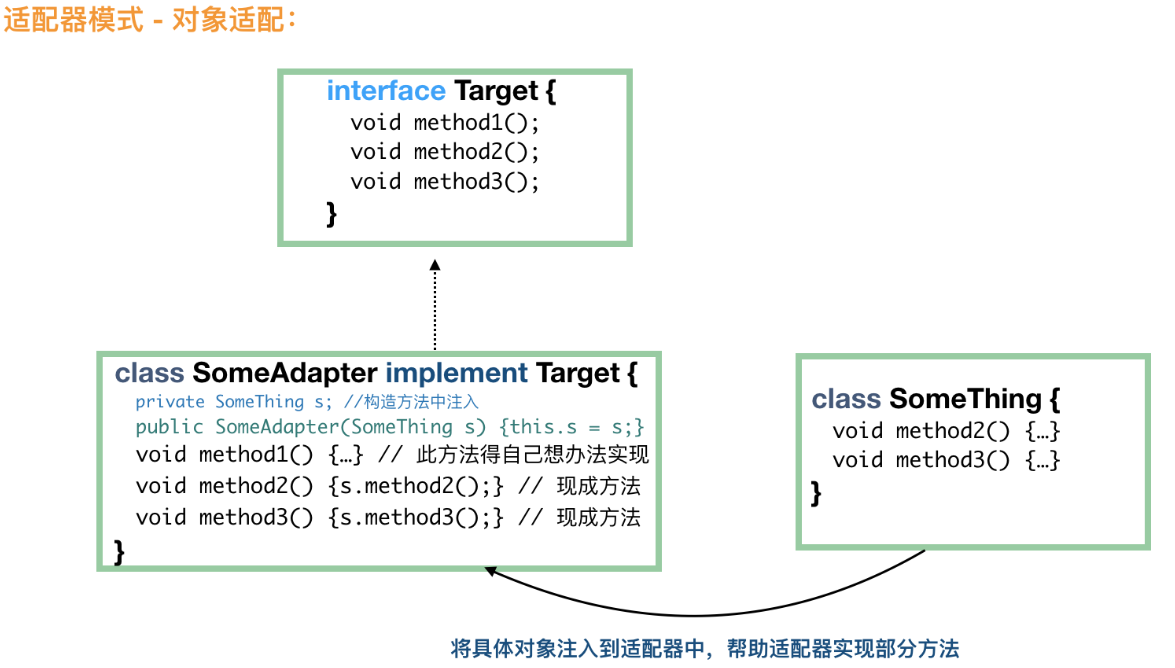 适配器模式 - 对象适配：
interface Target {
void method1();
void method2();
void method3();
}
class SomeAdapter implement Target {
private SomeThing s; //构造方法中注入
public SomeAdapter(SomeThing s) {this.s = s;}
void method1() {…} // 此方法得自己想办法实现
void method2() {s.method2();} // 现成方法
void method3() {s.method3();} // 现成方法
}
class SomeThing {
void method2() {…}
void method3() {…}
}
将具体对象注入到适配器中，帮助适配器实现部分方法